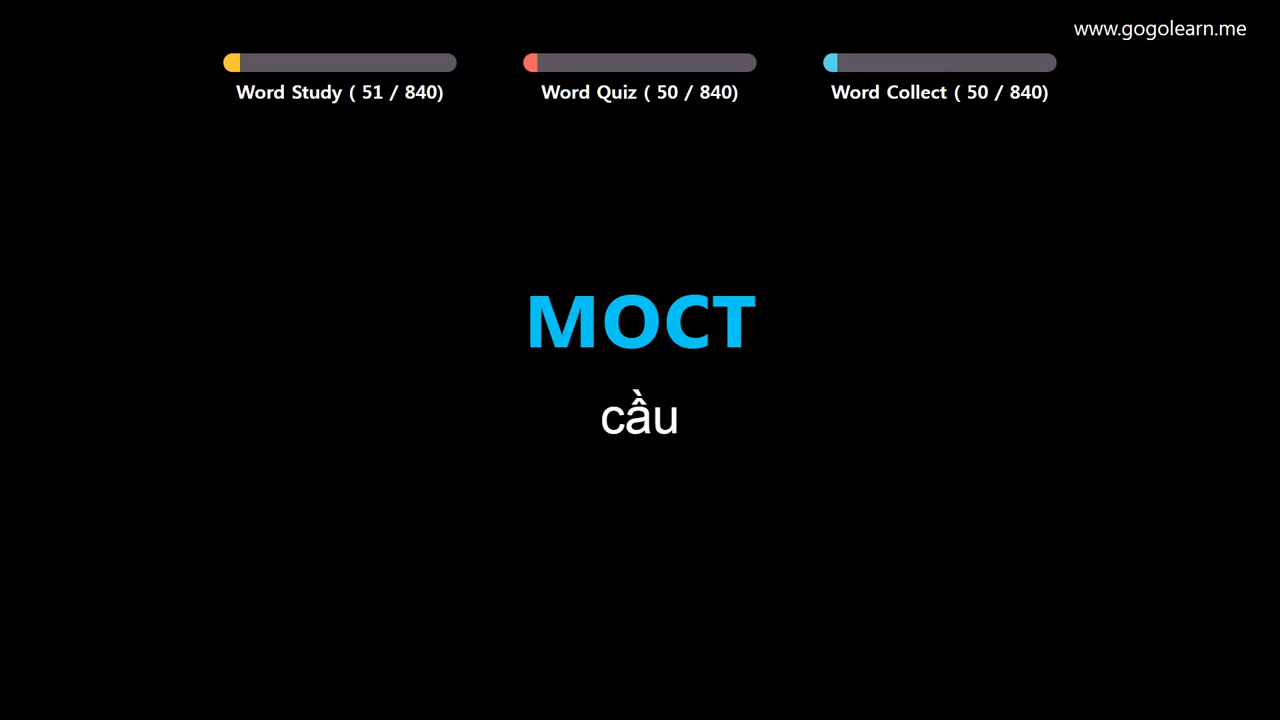 www.gogolearn.me
Word Study ( 51 / 840)
Word Quiz ( 50 / 840)
Word Collect ( 50 / 840)
мост
cầu